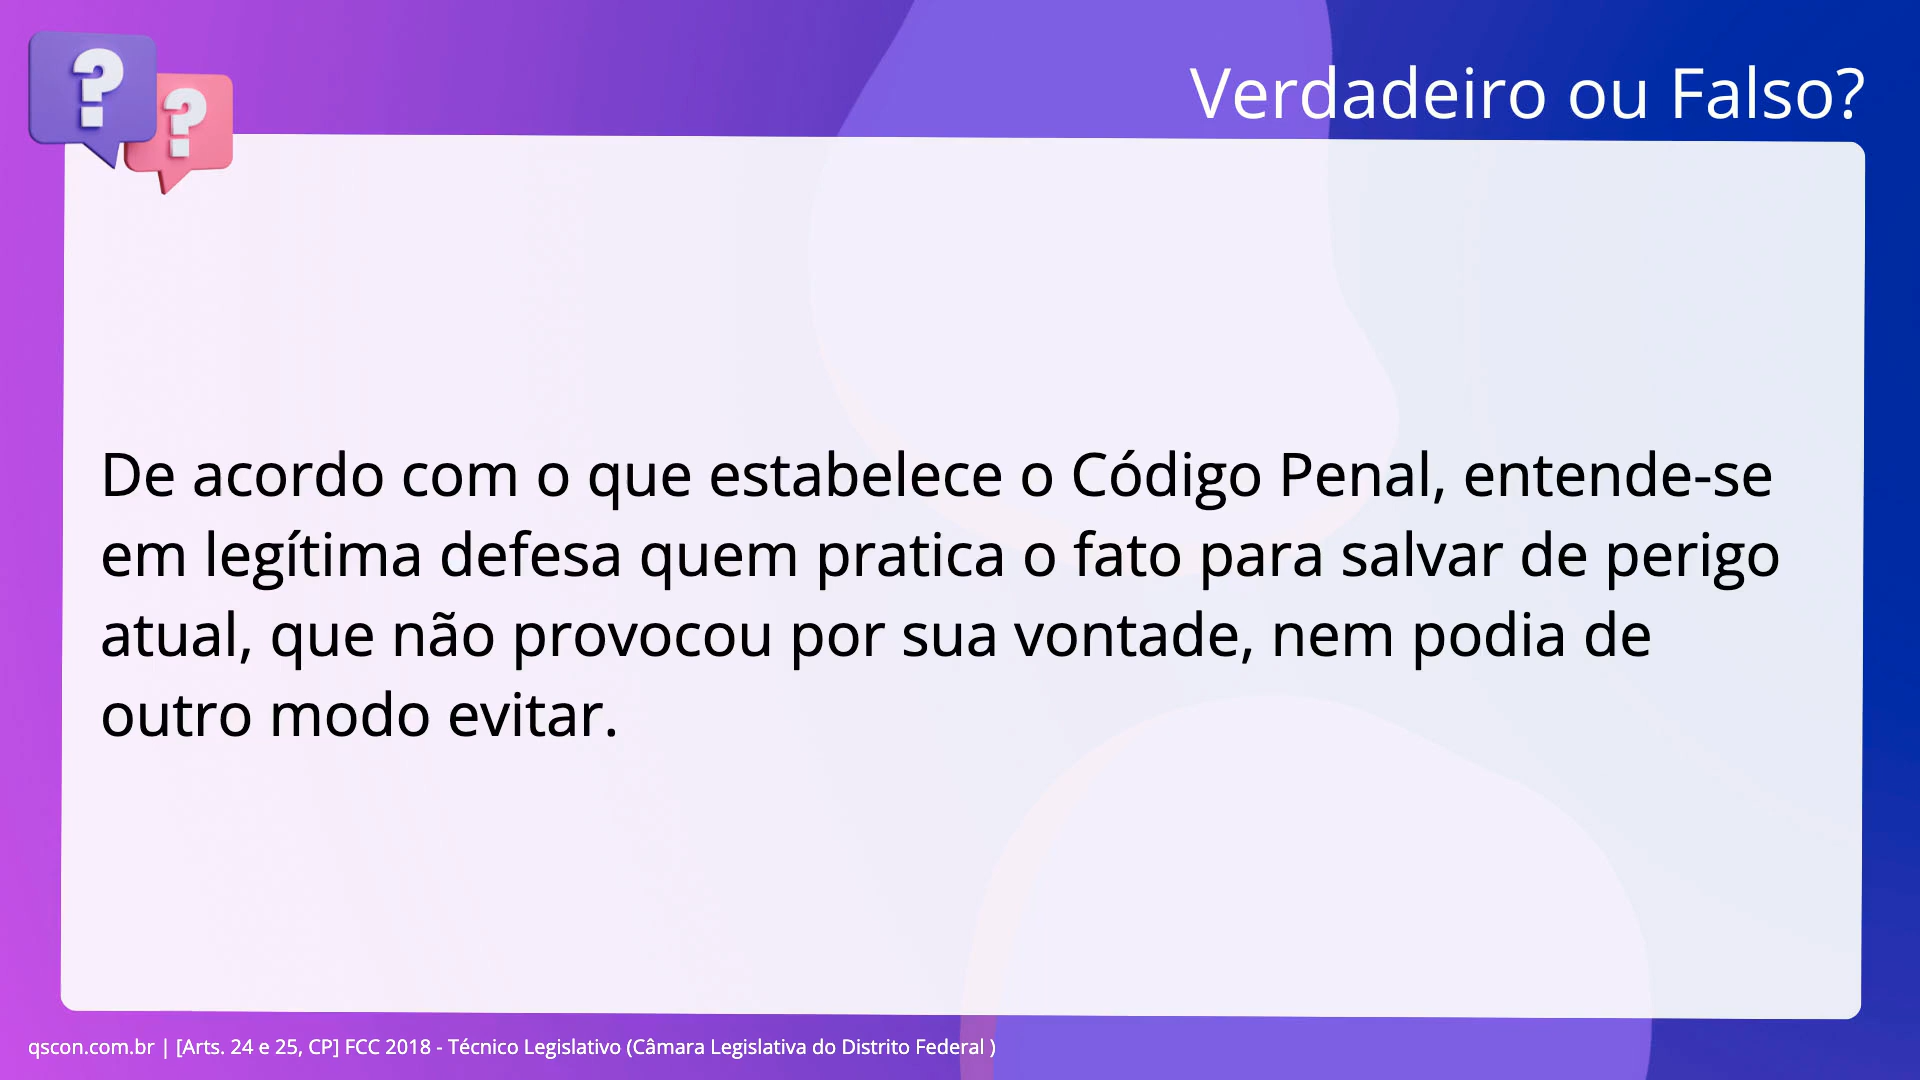 ? ?
Verdadeiro ou Falso?
De acordo com o que estabelece o Código Penal, entende-se
em legítima defesa quem pratica o fato para salvar de perigo
atual, que não provocou por sua vontade, nem podia de
outro modo evitar.
qscon.com.br | [Arts. 24 e 25, CP] FCC 2018 - Técnico Legislativo (Câmara Legislativa do Distrito Federal )